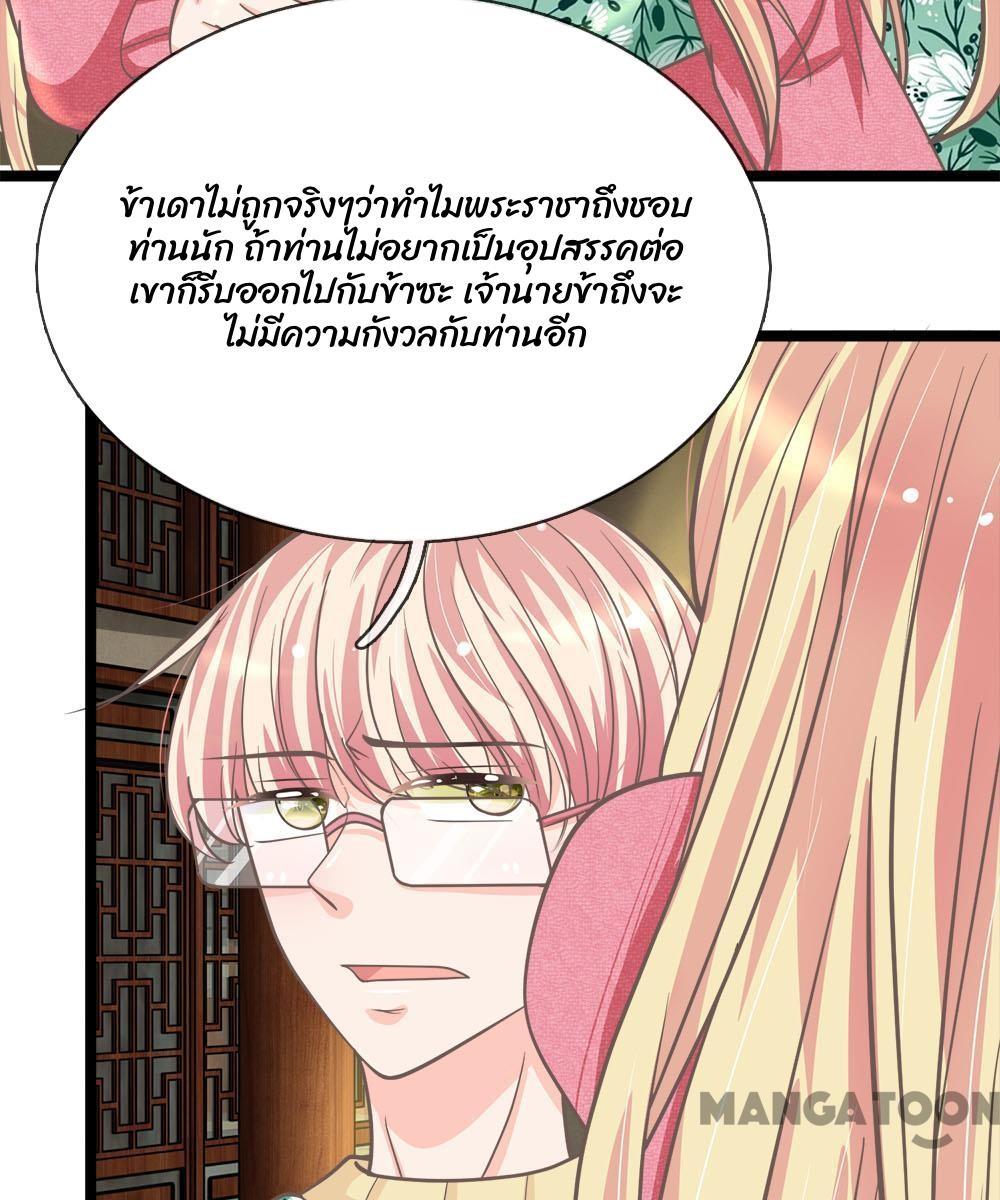 ข้าเดาไม่ถูกจริงๆว่าทำไมพระราชาถึงชอบ
ท่านนัก ถ้าท่านไม่อยากเป็นอุปสรรคต่อ
เขาก็รีบออกไปกับข้าซะ เจ้านายข้าถึงจะ
ไม่มีความกังวลกับท่านอีก
MANGATOON